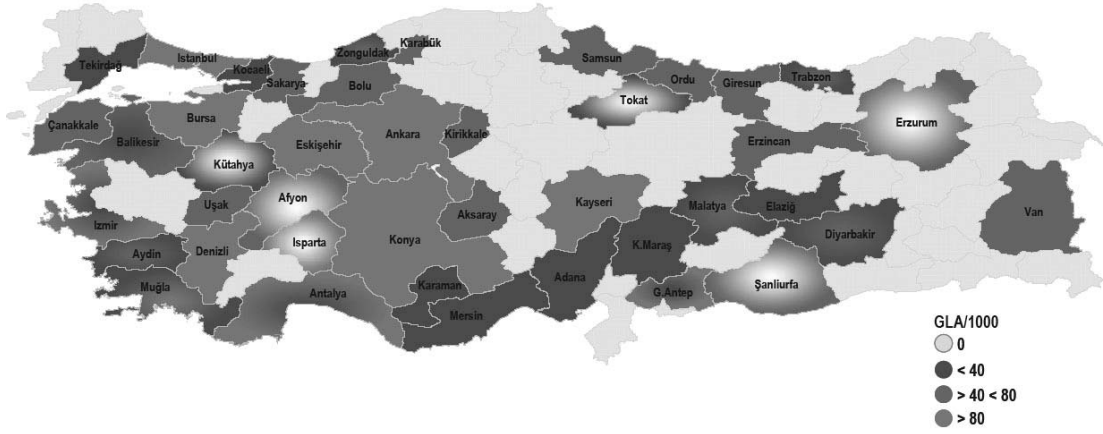 Tekirdağ
İstanbul
Kocaeli
Sakarya
Zonguldak
Karabük
Bolu
Samsun
Ordu
Giresun
Trabzon
Tokat
Erzurum
Çanakkale
Balikesir
Bursa
Kütahya
Eskişehir
Ankara
Kirikkale
Erzincan
Afyon
Uşak
Izmir
Aydin
Denizli
Isparta
Konya
Aksaray
Kayseri
Malatya
Elaziğ
Diyarbakir
Van
Muğla
Antalya
Karaman
Mersin
Adana
K.Maraş
G.Antep
Şanliurfa
GLA/1000
0
< 40
> 40 < 80
> 80